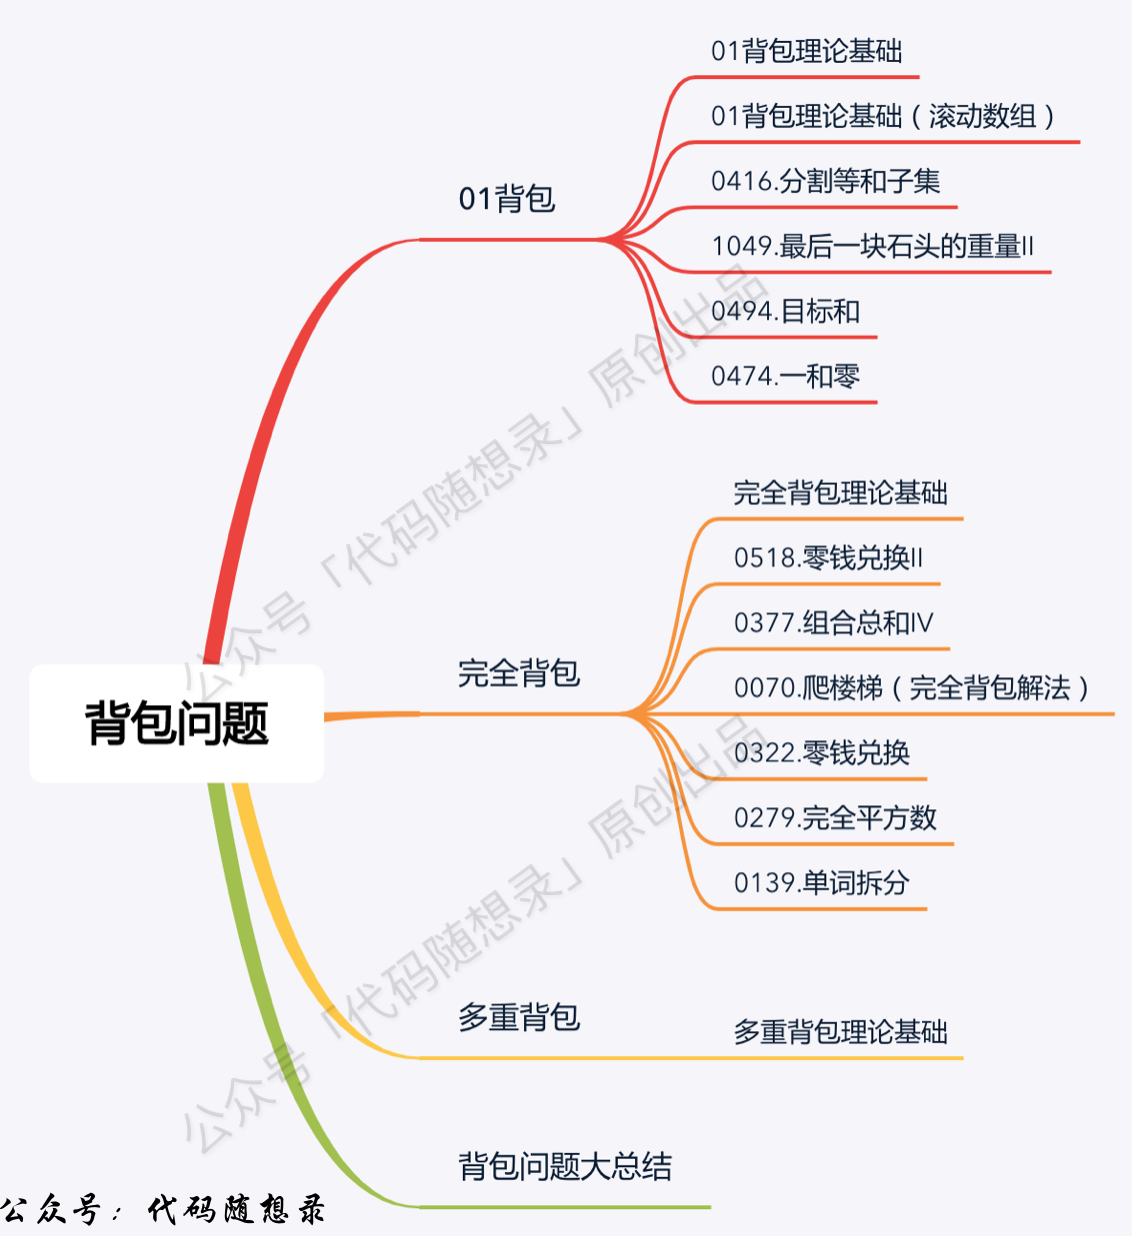 01背包理论基础
01背包理论基础（滚动数组）
0416.分割等和子集
01背包
1049.最后一块石头的重量II
0494.目标和
0474.一和零
公众号「代码随想录」原创出品
完全背包理论基础
0518.零钱兑换II
0377.组合总和IV
完全背包
0070.爬楼梯（完全背包解法）
背包问题
0322.零钱兑换
0279.完全平方数
0139.单词拆分
公众号「代码随想录」原创出品
多重背包
多重背包理论基础
背包问题大总结
公众号：代码随想录